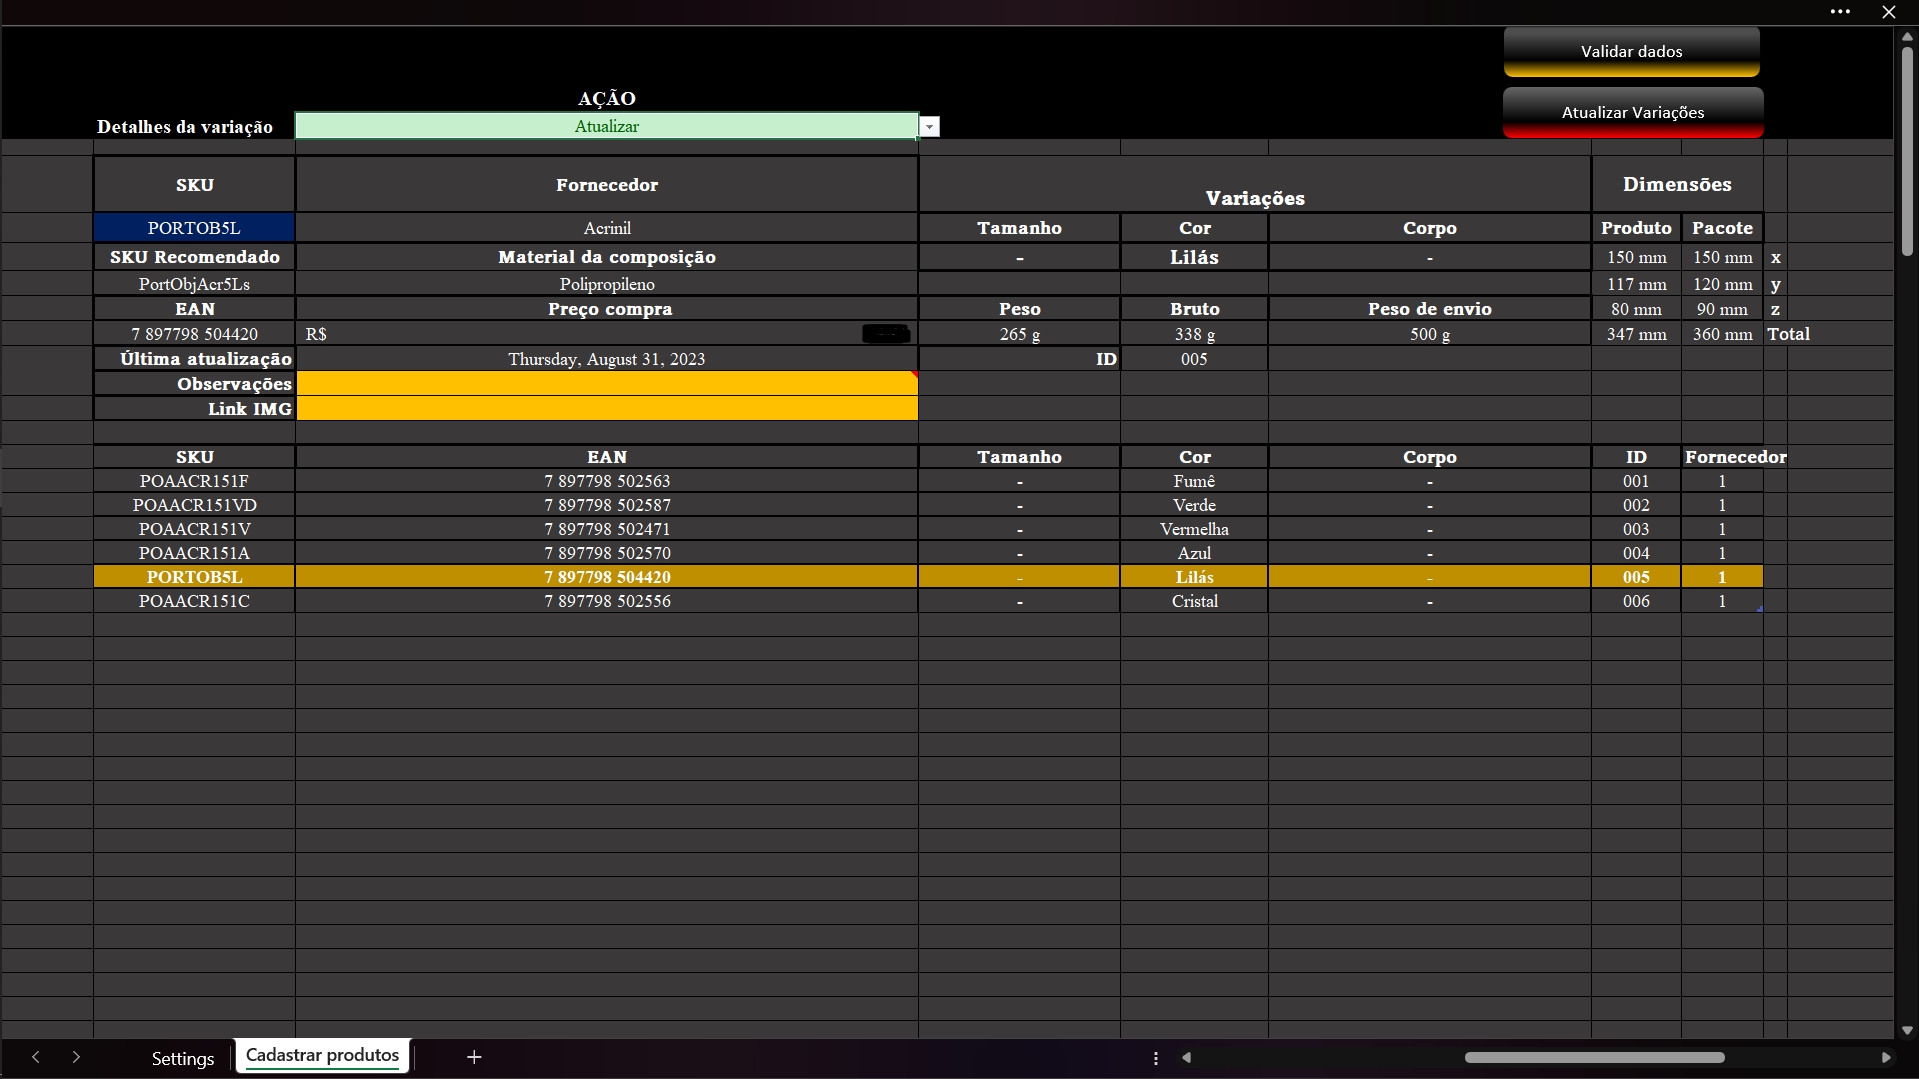 Validar dados
AÇÃO
Atualizar Variações
Detalhes da variação Atualizar
SKU Fornecedor Variações Dimensões
PORTOB5L Acrinil Tamanho Cor Corpo Produto Pacote
SKU Recomendado Material da composição - Lilás - 150 mm 150 mm x
PortObjAcr5Ls Polipropileno 117 mm 120 mm y
EAN Preço compra Peso Bruto Peso de envio 80 mm 90 mm z
7 897798 504420 R$ 265 g 338 g 500 g 347 mm 360 mm Total
Última atualização Thursday, August 31, 2023 ID 005
Observações
Link IMG
SKU EAN Tamanho Cor Corpo ID Fornecedor
POAACR151F 7 897798 502563 - Fumê - 001 1
POAACR151VD 7 897798 502587 - Verde - 002 1
POAACR151V 7 897798 502471 - Vermelha - 003 1
POAACR151A 7 897798 502570 - Azul - 004 1
PORTOB5L 7 897798 504420 - Lilás - 005 1
POAACR151C 7 897798 502556 - Cristal - 006 1
Settings Cadastrar produtos